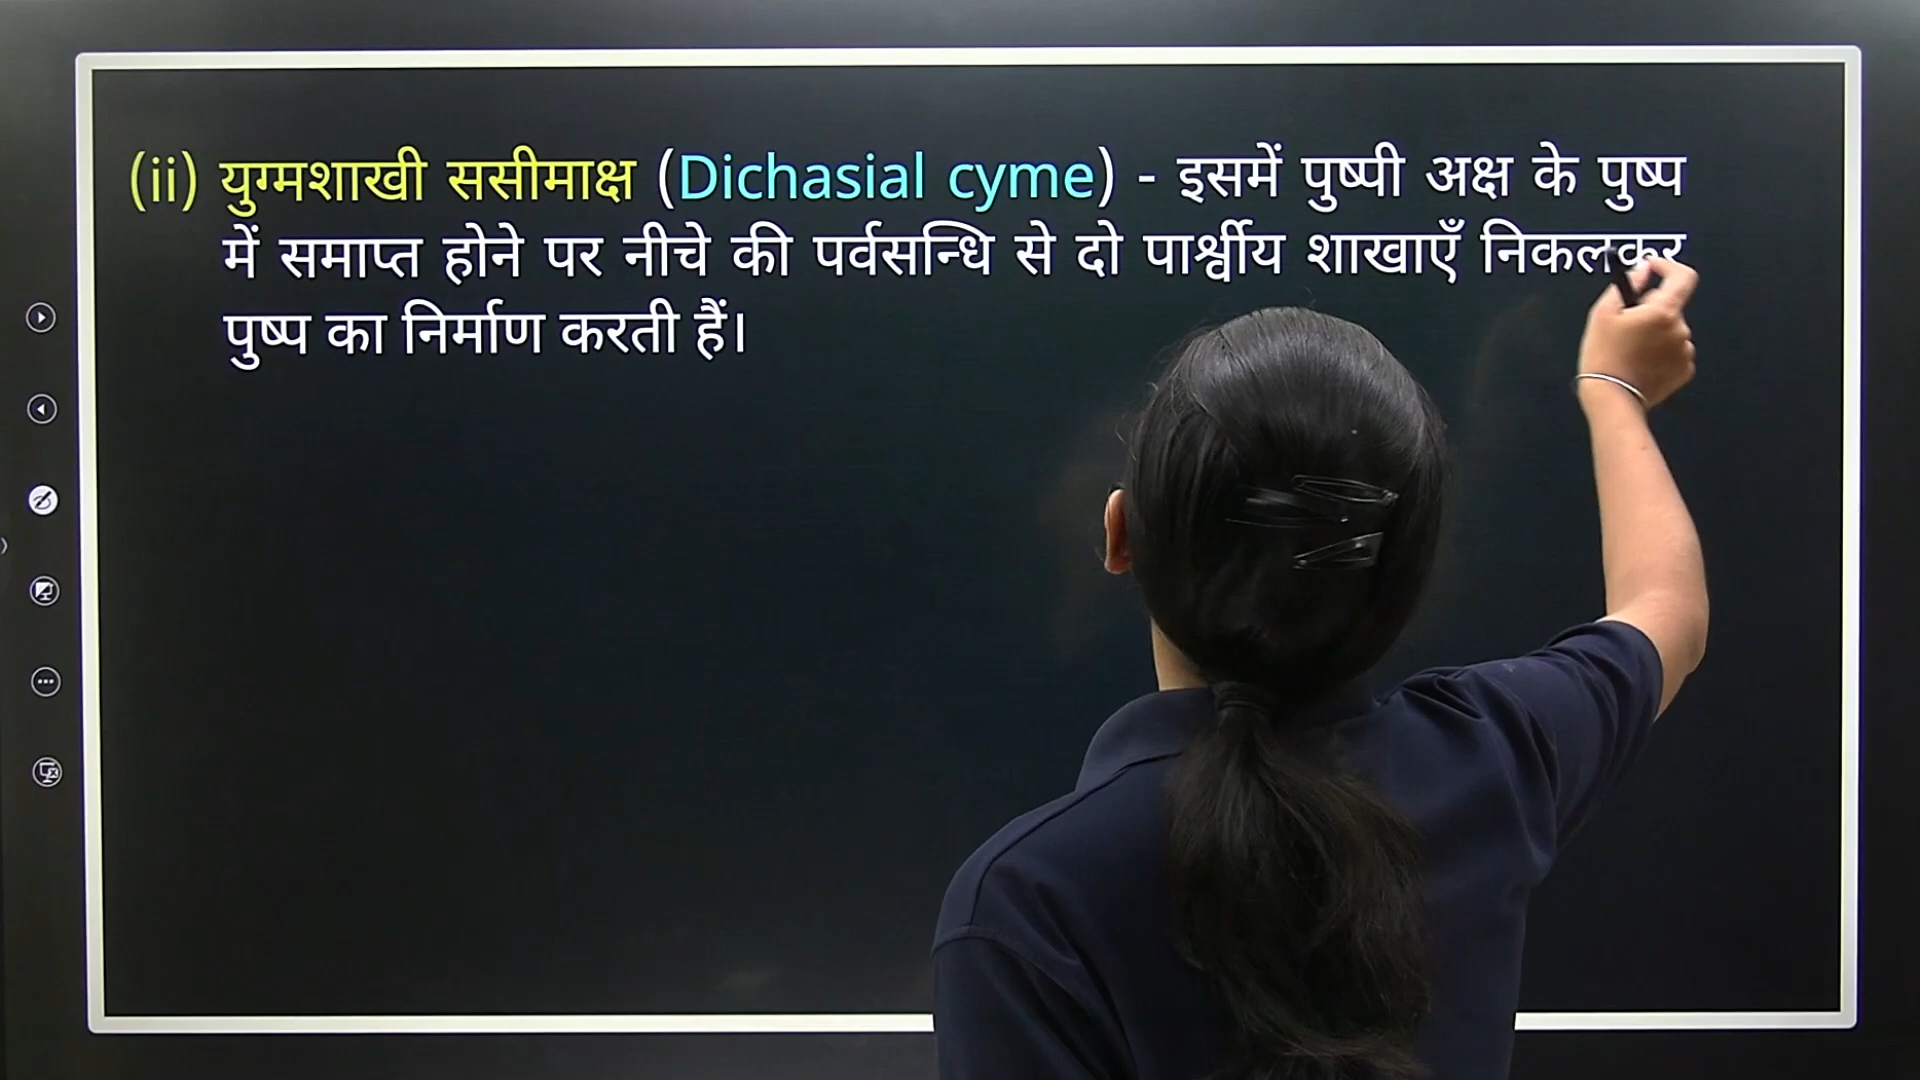 (ii) युग्मशाखी ससीमाक्ष (Dichasial cyme) - इसमें पुष्पी अक्ष के पुष्प
में समाप्त होने पर नीचे की पर्वसन्धि से दो पार्श्वीय शाखाएँ निकलकर
पुष्प का निर्माण करती हैं।